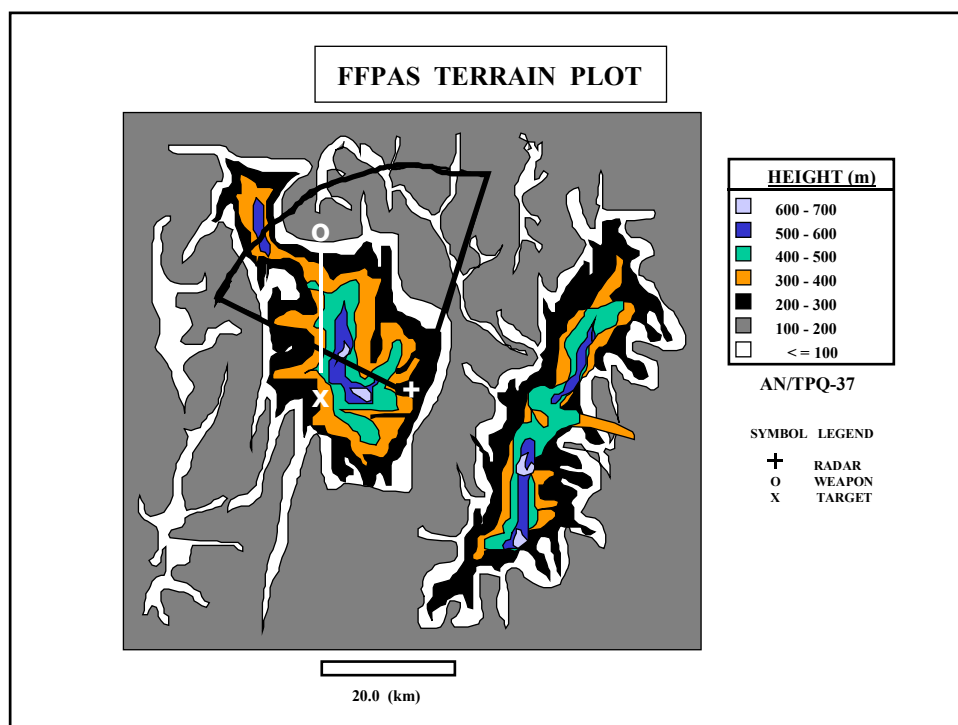 FFPAS TERRAIN PLOT
O
X
+
HEIGHT (m)
600 - 700
500 - 600
400 - 500
300 - 400
200 - 300
100 - 200
< = 100
AN/TPQ-37
SYMBOL LEGEND
+ RADAR
O WEAPON
X TARGET
20.0 (km)